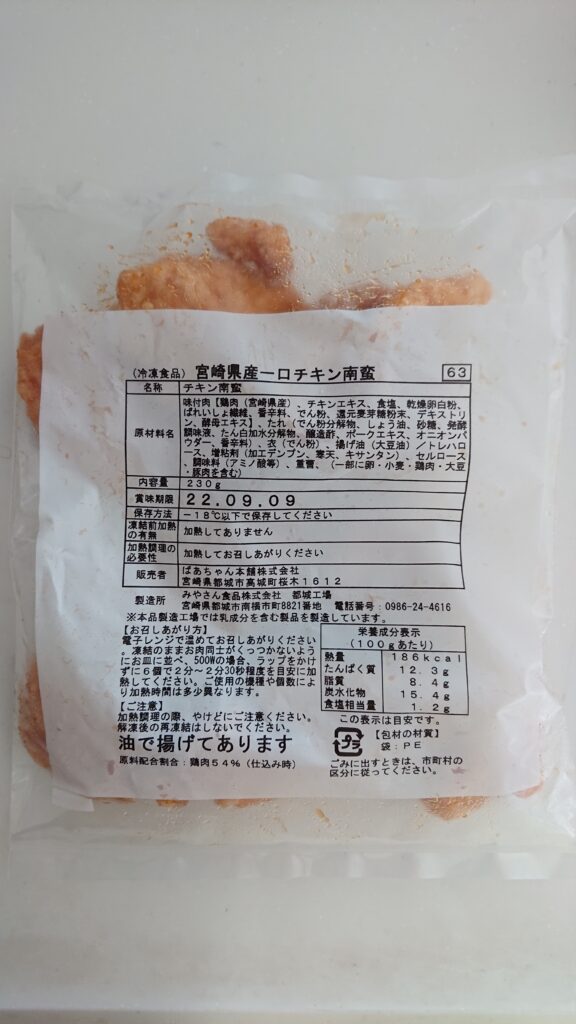 (冷凍食品) 宮崎県産一口チキン南蛮 63
名称 チキン南蛮
原材料名 味付肉【鶏肉(宮崎県産)、チキンエキス、食塩、乾燥卵白粉、
ばれいしょ繊維、香辛料、でん粉、還元麦芽糖粉末、デキストリ
ン、酵母エキス】、たれ(でん粉分解物、しょう油、砂糖、発酵
調味液、たん白加水分解物、醸造酢、ポークエキス、オニオンパ
ウダー、香辛料)、衣(でん粉)、揚げ油(大豆油)/トレハロ
ース、増粘剤(加工デンプン、寒天、キサンタン)、セルロース
、調味料(アミノ酸等)、重曹、(一部に卵・小麦・鶏肉・大豆
・豚肉を含む)
内容量 230g
賞味期限 22.09.09
保存方法 -18℃以下で保存してください
凍結前加熱の有無 加熱してありません
加熱調理の必要性 加熱してお召しあがりください
販売者 ばあちゃん本舗株式会社
宮崎県都城市高城町桜木1612
製造所 みやさん食品株式会社 都城工場
宮崎県都城市南横市町8821番地 電話番号:0986-24-4616
※本品製造工場では乳成分を含む製品を製造しています。
【お召しあがり方】
電子レンジで温めてお召しあがりください
。凍結のままお肉同士がくっつかないよう
にお皿に並べ、500Wの場合、ラップをかけ
ずに6個で2分~2分30秒程度を目安に加
熱してください。ご使用の機種や個数によ
り加熱時間は多少異なります。
【ご注意】
加熱調理の際、やけどにご注意ください。
解凍後の再凍結はしないでください。
油で揚げてあります
原料配合割合:鶏肉54%(仕込み時)
栄養成分表示
(100gあたり)
熱量 186kcal
たんぱく質 12.3g
脂質 8.4g
炭水化物 15.4g
食塩相当量 1.2g
この表示は目安です。
プラ 【包材の材質】
袋:PE
ごみに出すときは、市町村の
区分に従ってください。